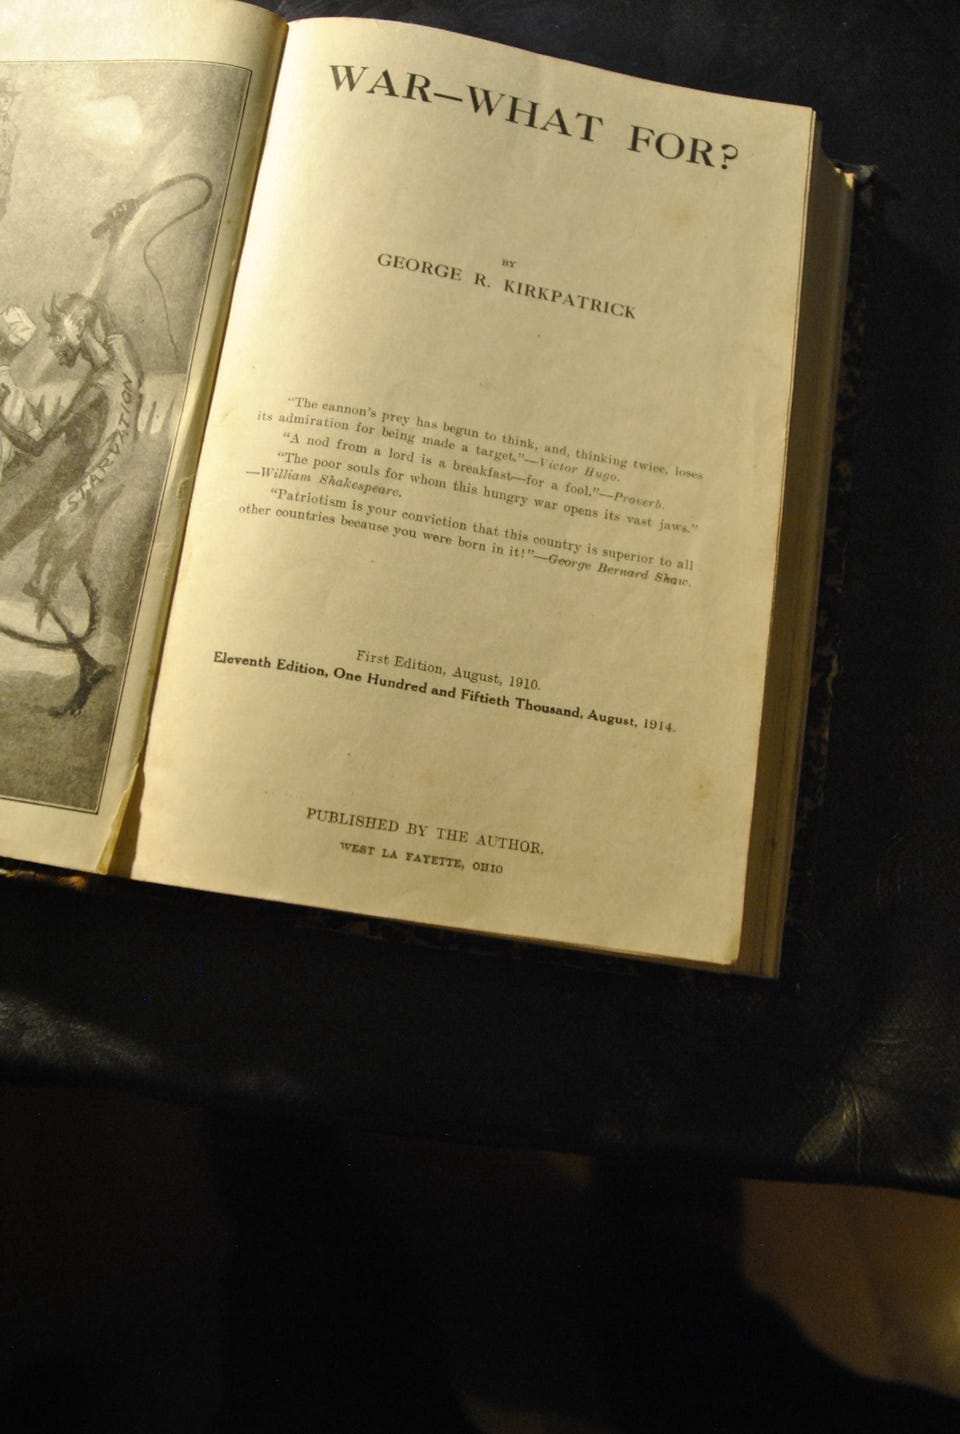 STARVATION
WAR—WHAT FOR?
BY
GEORGE R. KIRKPATRICK
"The cannon's prey has begun to think, and, thinking twice, loses
its admiration for being made a target."—Victor Hugo.
"A nod from a lord is a breakfast—for a fool."—Proverb.
"The poor souls for whom this hungry war opens its vast jaws."
—William Shakespeare.
"Patriotism is your conviction that this country is superior to all
other countries because you were born in it!"—George Bernard Shaw.
First Edition, August, 1910.
Eleventh Edition, One Hundred and Fiftieth Thousand, August, 1914.
PUBLISHED BY THE AUTHOR,
WEST LA FAYETTE, OHIO